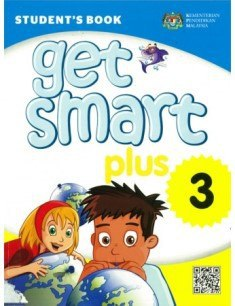 STUDENT'S BOOK
KEMENTERIAN
PENDIDIKAN
MALAYSIA
get
smart
plus
3